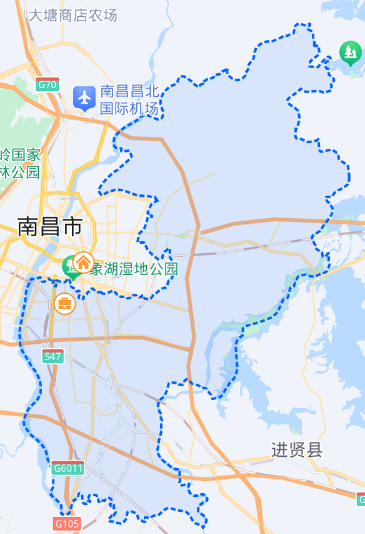 大塘商店农场
G70
南昌昌北
国际机场
岭国家
林公园
南昌市
象湖湿地公园
S47
进贤县
G6011
G105